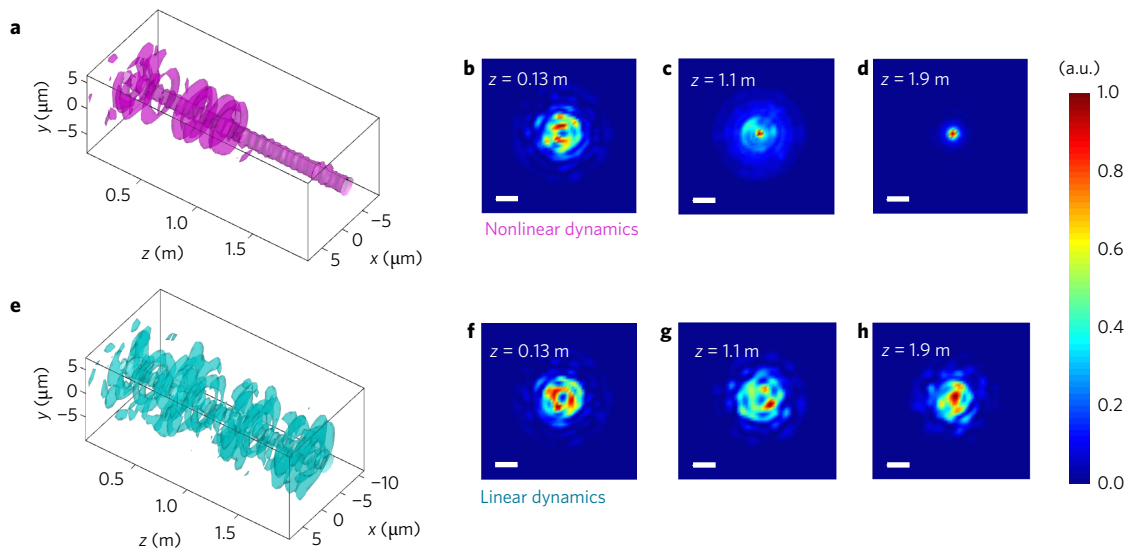 a
5
0
−5
y (μm)
0.5
1.0
1.5
z (m)
−5
0
5
x (μm)
b
z = 0.13 m
c
z = 1.1 m
d
z = 1.9 m
Nonlinear dynamics
(a.u.)
1.0
0.8
0.6
0.4
0.2
0.0
e
5
0
−5
y (μm)
0.5
1.0
1.5
z (m)
−10
−5
0
5
x (μm)
f
z = 0.13 m
g
z = 1.1 m
h
z = 1.9 m
Linear dynamics